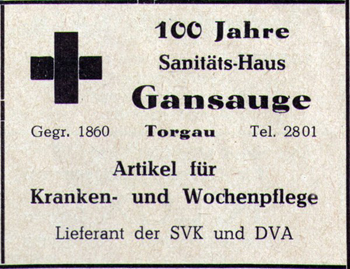 100 Jahre
Sanitäts-Haus
Gansauge
Gegr. 1860 Torgau Tel. 2801
Artikel für
Kranken- und Wochenpflege
Lieferant der SVK und DVA